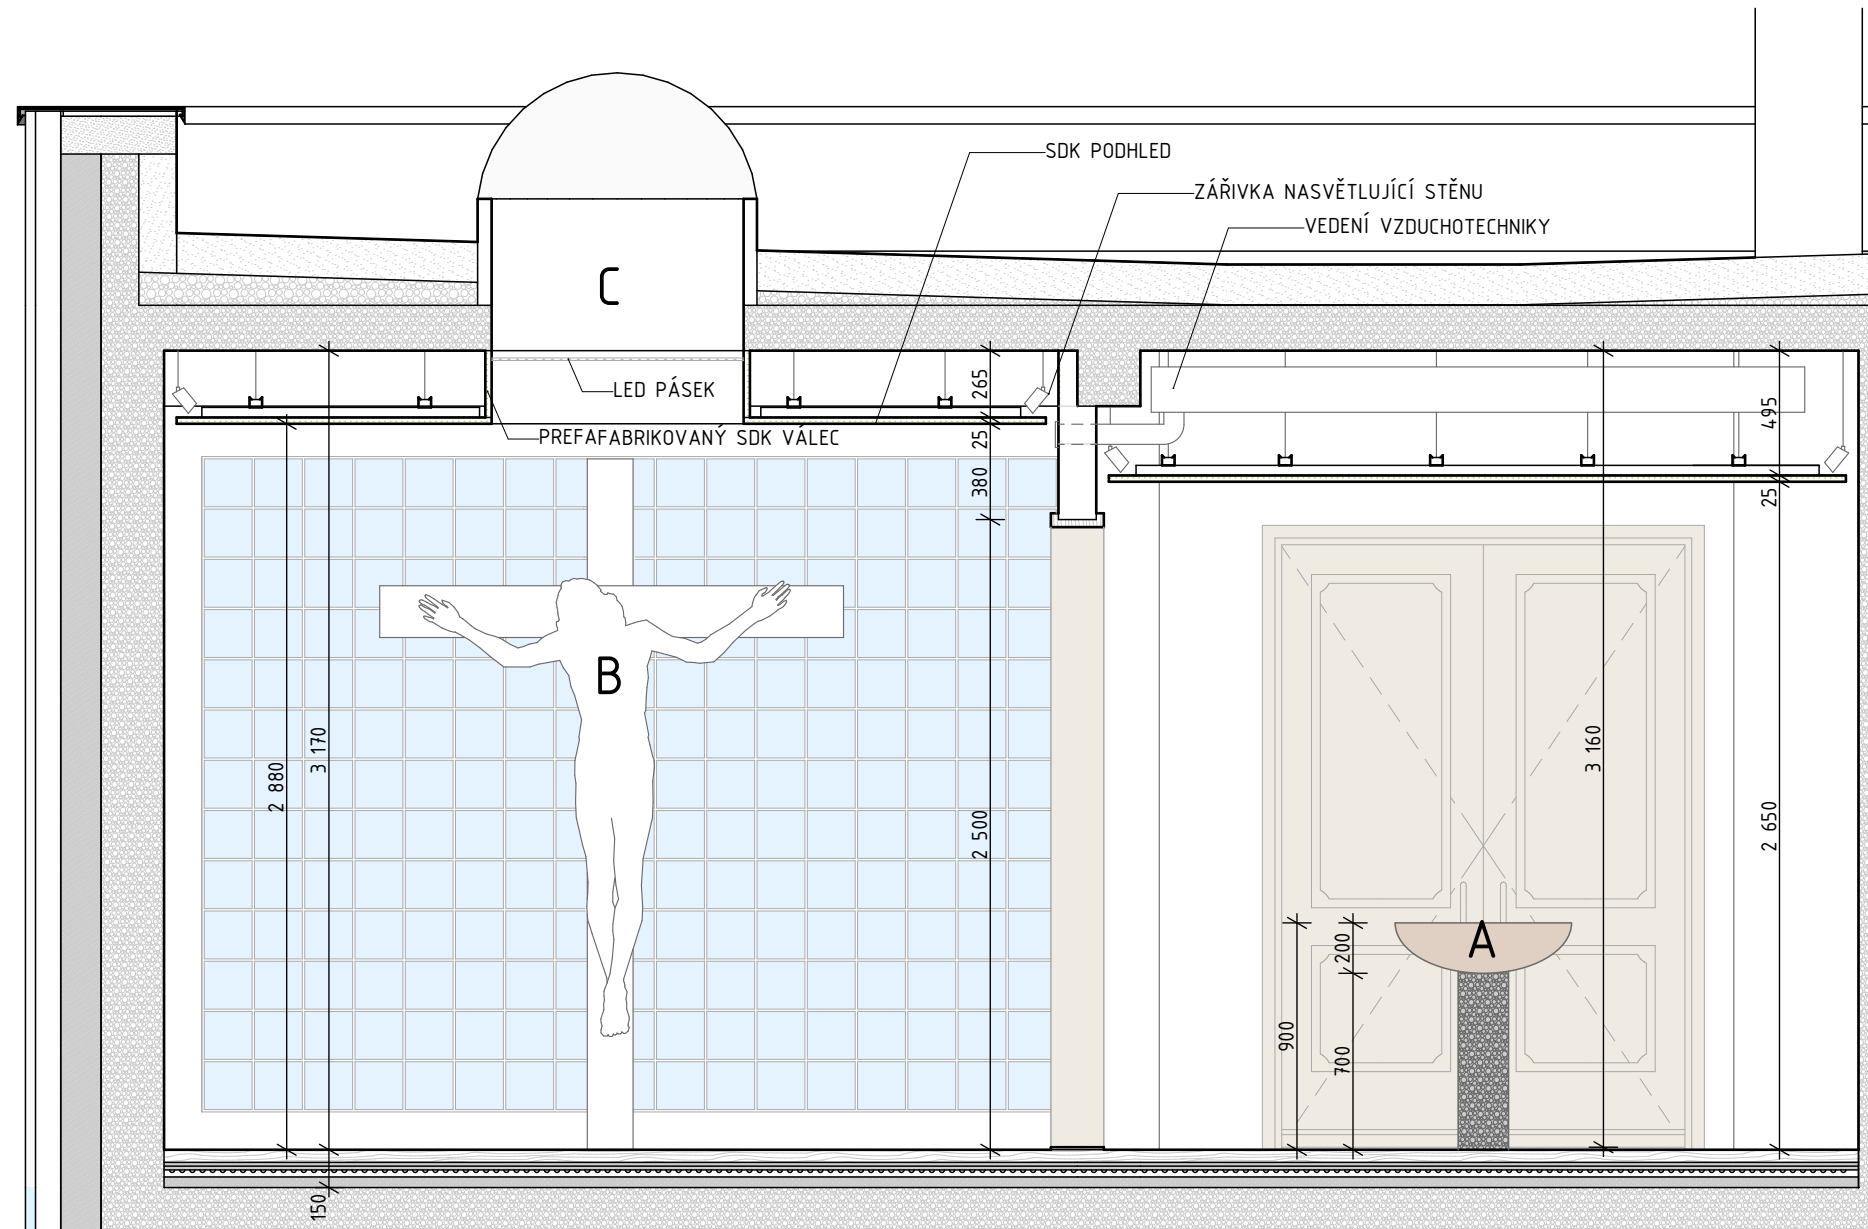 SDK PODHLED
ZÁŘIVKA NASVĚTLUJÍCÍ STĚNU
VEDENÍ VZDUCHOTECHNIKY
C
LED PÁSEK
PREFAFABRIKOVANÝ SDK VÁLEC
265
25
380
495
25
B
2 880
3 170
2 500
3 160
2 650
A
200
900
700
150